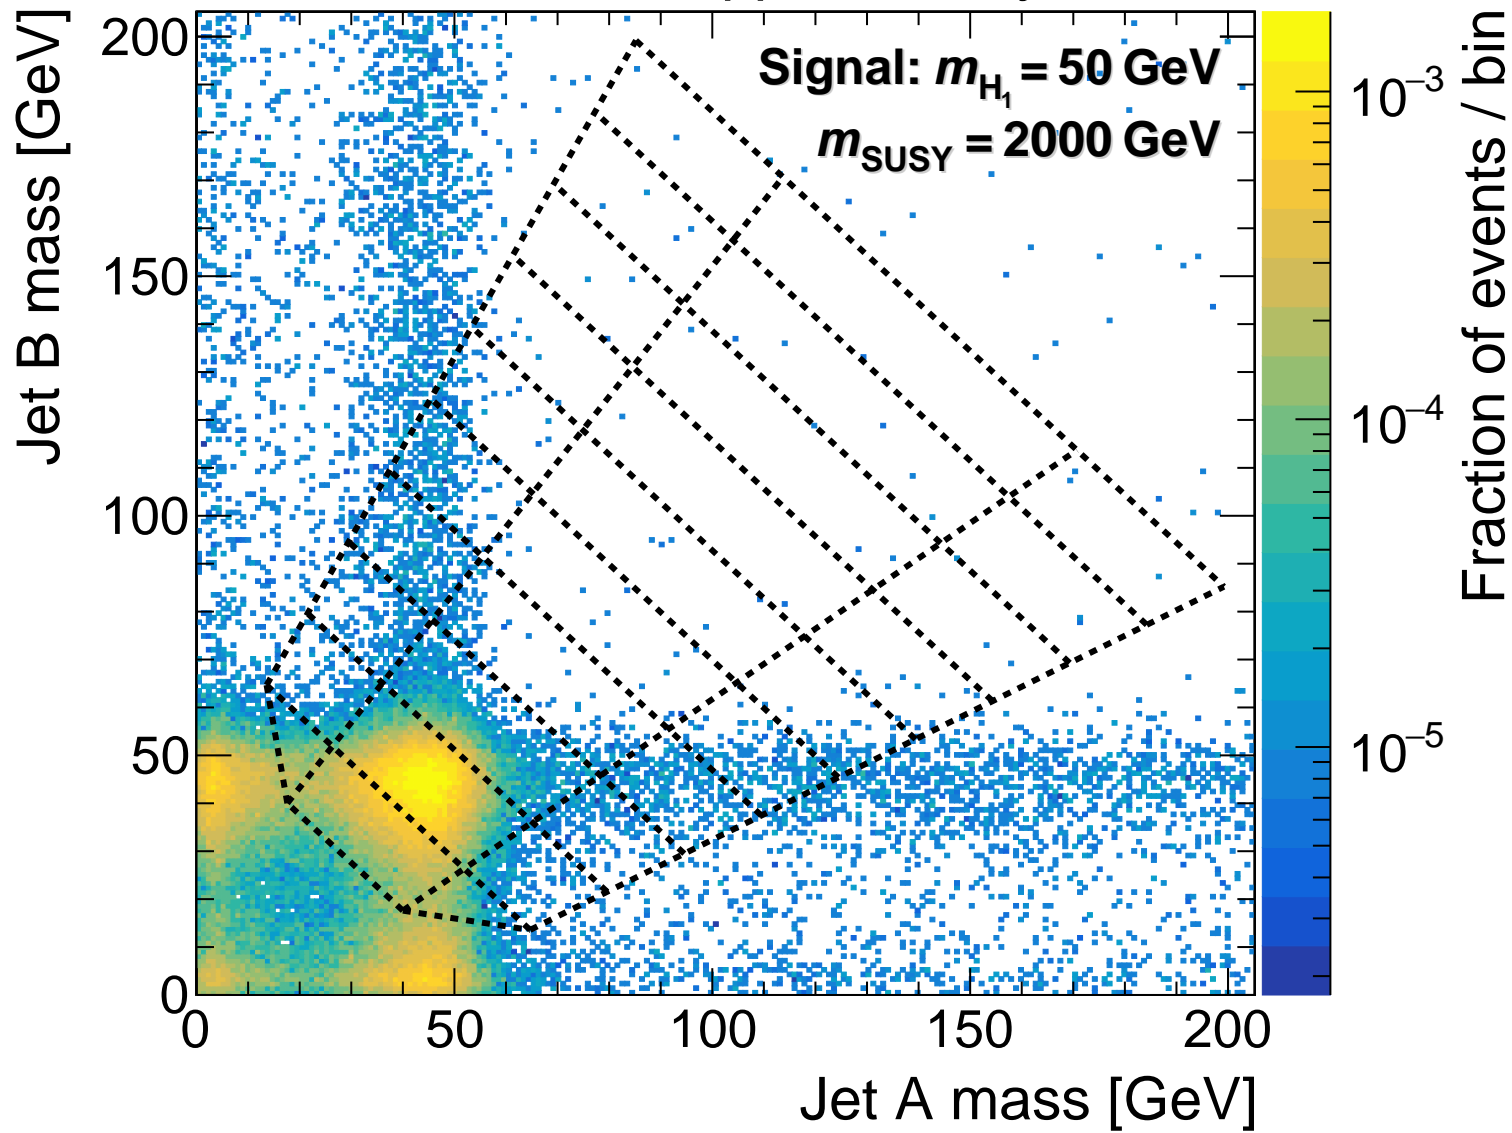 Signal: m_H₁ = 50 GeV
m_SUSY = 2000 GeV
Jet B mass [GeV]
200
150
100
50
0
0 50 100 150 200
Jet A mass [GeV]
10⁻³
10⁻⁴
10⁻⁵
Fraction of events / bin